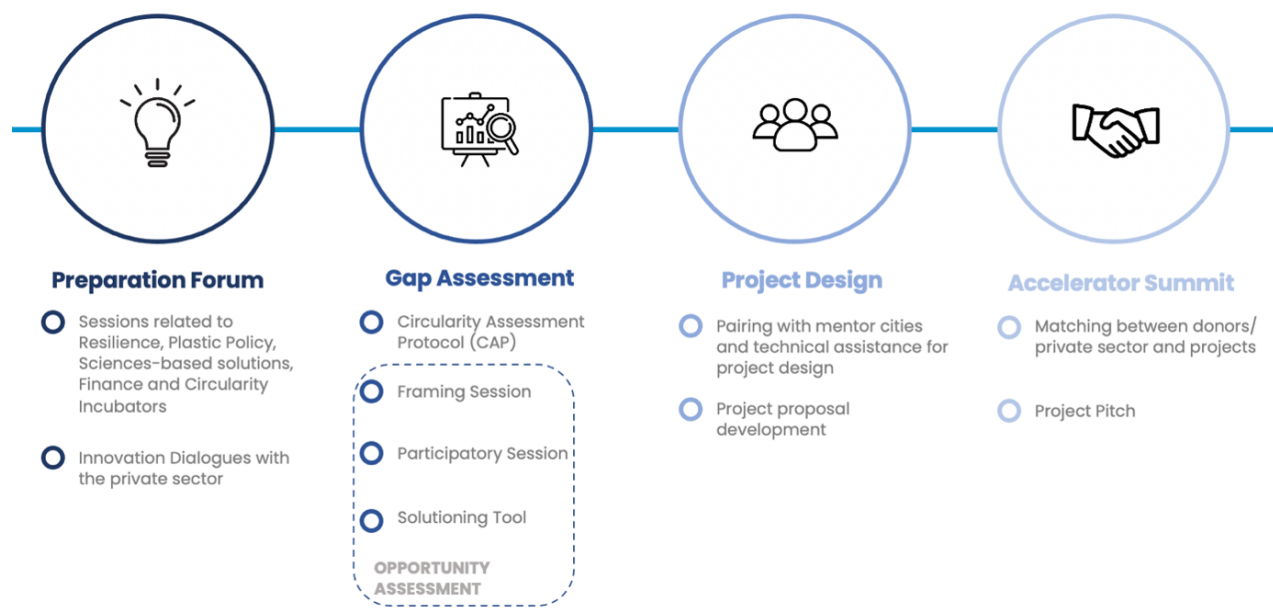 Preparation Forum
Sessions related to
Resilience, Plastic Policy,
Sciences-based solutions,
Finance and Circularity
Incubators
Innovation Dialogues with
the private sector
Gap Assessment
Circularity Assessment
Protocol (CAP)
Framing Session
Participatory Session
Solutioning Tool
OPPORTUNITY
ASSESSMENT
Project Design
Pairing with mentor cities
and technical assistance for
project design
Project proposal
development
Accelerator Summit
Matching between donors/
private sector and projects
Project Pitch